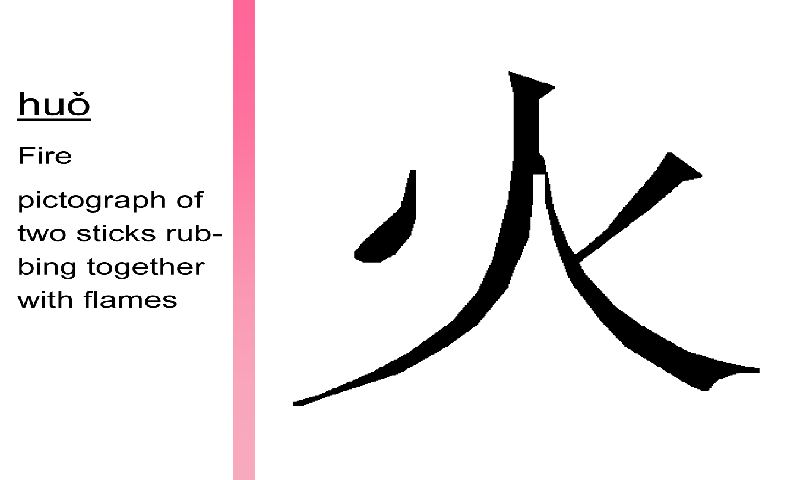 huǒ
Fire
pictograph of
two sticks rub-
bing together
with flames
火